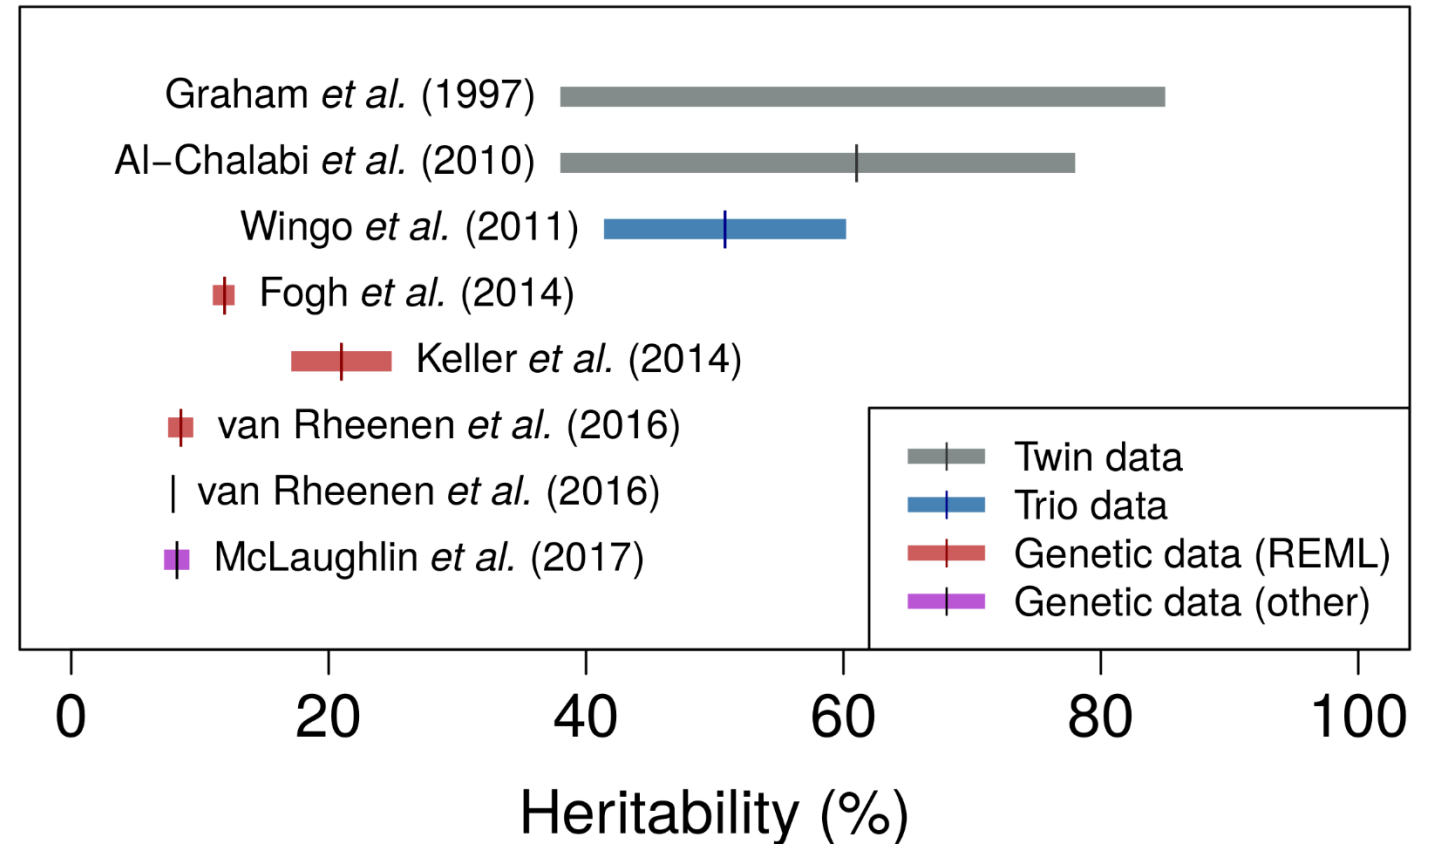 Graham et al. (1997)
Al−Chalabi et al. (2010)
Wingo et al. (2011)
Fogh et al. (2014)
Keller et al. (2014)
van Rheenen et al. (2016)
van Rheenen et al. (2016)
McLaughlin et al. (2017)
Twin data
Trio data
Genetic data (REML)
Genetic data (other)
0 20 40 60 80 100
Heritability (%)